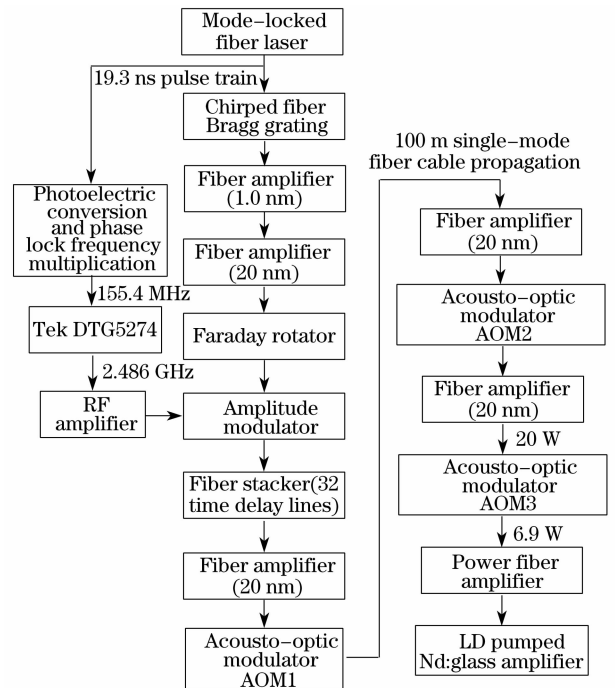 Mode-locked
fiber laser
19.3 ns pulse train
Chirped fiber
Bragg grating
Fiber amplifier
(1.0 nm)
Fiber amplifier
(20 nm)
Faraday rotator
Photoelectric
conversion
and phase
lock frequency
multiplication
155.4 MHz
Tek DTG5274
2.486 GHz
RF
amplifier
Amplitude
modulator
Fiber stacker(32
time delay lines)
Fiber amplifier
(20 nm)
Acousto-optic
modulator
AOM1
100 m single-mode
fiber cable propagation
Fiber amplifier
(20 nm)
Acousto-optic
modulator
AOM2
Fiber amplifier
(20 nm)
20 W
Acousto-optic
modulator
AOM3
6.9 W
Power fiber
amplifier
LD pumped
Nd:glass amplifier